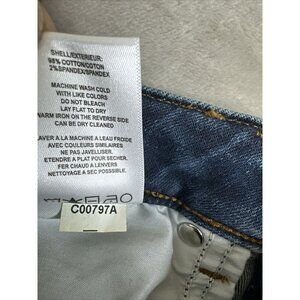 SHELL/EXTERIEUR:
98% COTTON/COTON
2%SPANDEX/SPANDEX
MACHINE WASH COLD
WITH LIKE COLORS
DO NOT BLEACH
LAY FLAT TO DRY
WARM IRON ON THE REVERSE SIDE
CAN BE DRY CLEANED
LAVER A LA MACHINE A L'EAU FROIDE
AVEC COULEURS SIMILAIRES
NE PAS JAVELLISER.
ETENDRE A PLAT POUR SECHER.
FER CHAUD A L'ENVERS
NETTOYAGE A SEC POSSSIBLE.
C00797A